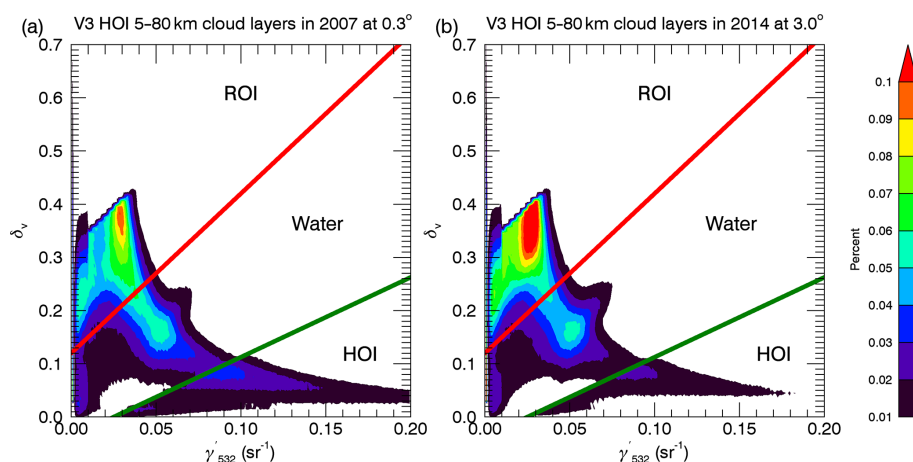 (a) V3 HOI 5–80 km cloud layers in 2007 at 0.3°
0.7
0.6
0.5
0.4
0.3
0.2
0.1
0.0
δv
ROI
Water
HOI
0.00 0.05 0.10 0.15 0.20
γ′532 (sr-1)
(b) V3 HOI 5–80 km cloud layers in 2014 at 3.0°
0.7
0.6
0.5
0.4
0.3
0.2
0.1
0.0
δv
ROI
Water
HOI
0.00 0.05 0.10 0.15 0.20
γ′532 (sr-1)
0.1
0.09
0.08
0.07
0.06
0.05
0.04
0.03
0.02
0.01
Percent